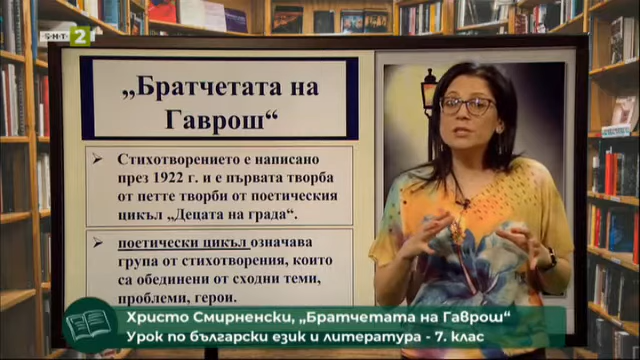 БНТ 2
„Братчетата на
Гаврош“
Стихотворението е написано
през 1922 г. и е първата творба
от петте творби от поетическия
цикъл „Децата на града“.
поетически цикъл означава
група от стихотворения, които
са обединени от сходни теми,
проблеми, герои.
Христо Смирненски, „Братчетата на Гаврош“
Урок по български език и литература - 7. клас